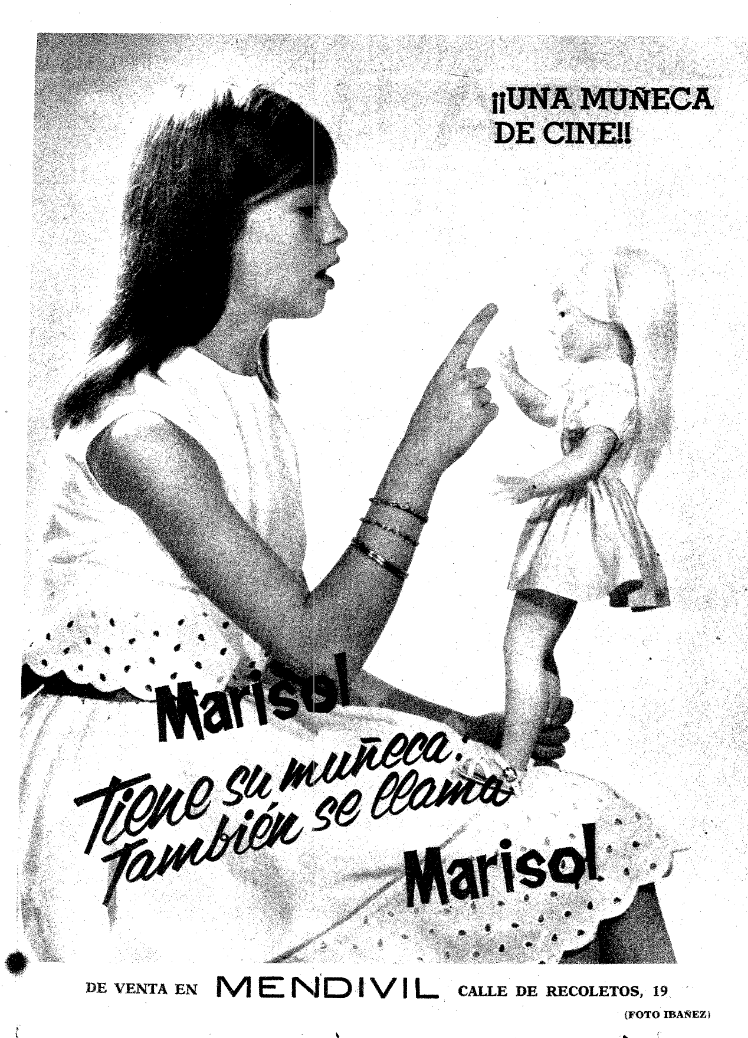 ¡¡UNA MUÑECA
DE CINE!!
Marisol
Tiene su muñeca.
También se llama
Marisol
DE VENTA EN MENDIVIL CALLE DE RECOLETOS, 19
(FOTO IBAÑEZ)